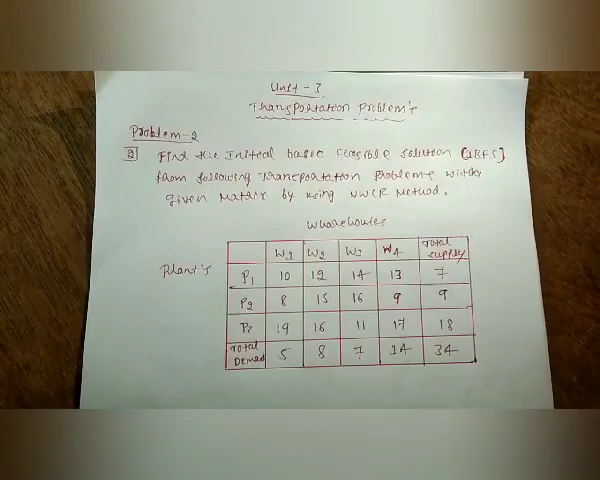 Unit - 3
Transportation Problem's
Problem-2
2 Find the Initial basic Feasible solution [IBFS]
from following Transportation Problems with
given Matrix by using NWCR Method.
Wharehouses
Plant's
W1 W2 W3 W4 Total supply
P1 10 12 14 13 7
P2 8 15 16 9 9
P3 19 16 11 17 18
Total Demand 5 8 7 14 34